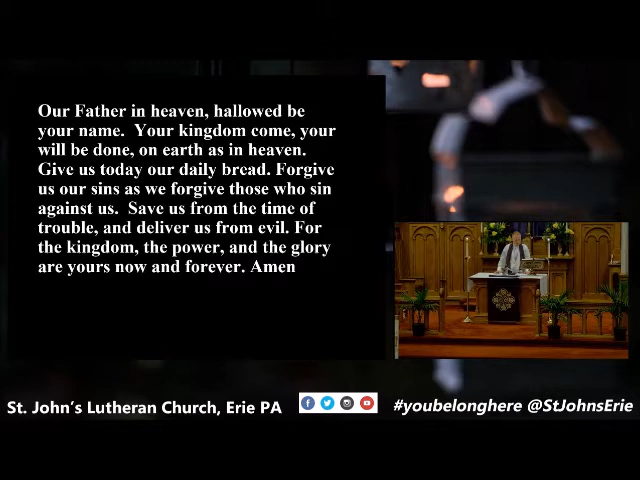 Our Father in heaven, hallowed be
your name.  Your kingdom come, your
will be done, on earth as in heaven.
Give us today our daily bread. Forgive
us our sins as we forgive those who sin
against us.  Save us from the time of
trouble, and deliver us from evil. For
the kingdom, the power, and the glory
are yours now and forever. Amen
St. John’s Lutheran Church, Erie PA
#youbelonghere @StJohnsErie